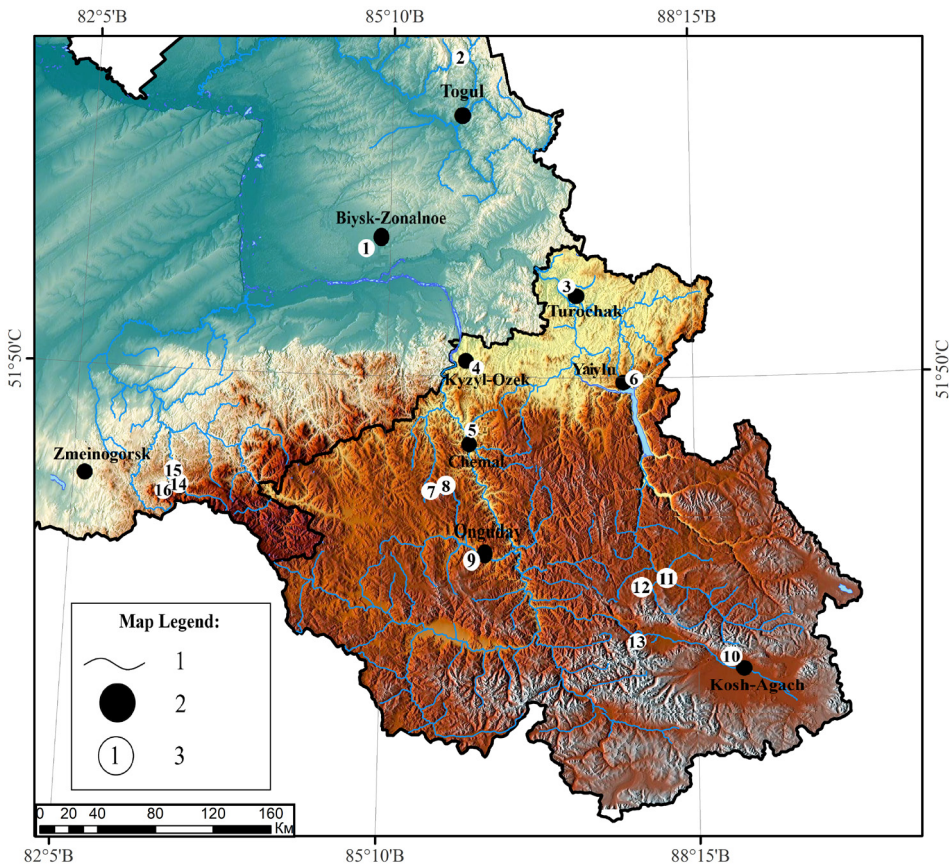 82°5'В 85°10'В 88°15'В
2
Togul
Biysk-Zonalnoe
1
3
Turochak
51°50'С
51°50'С
4
Kyzyl-Ozek
Yaiylu
6
5
Chemal
Zmeinogorsk
15
14
16
7
8
Onguday
9
11
12
13
10
Kosh-Agach
Map Legend:
1
2
1 3
0 20 40 80 120 160
Км
82°5'В 85°10'В 88°15'В